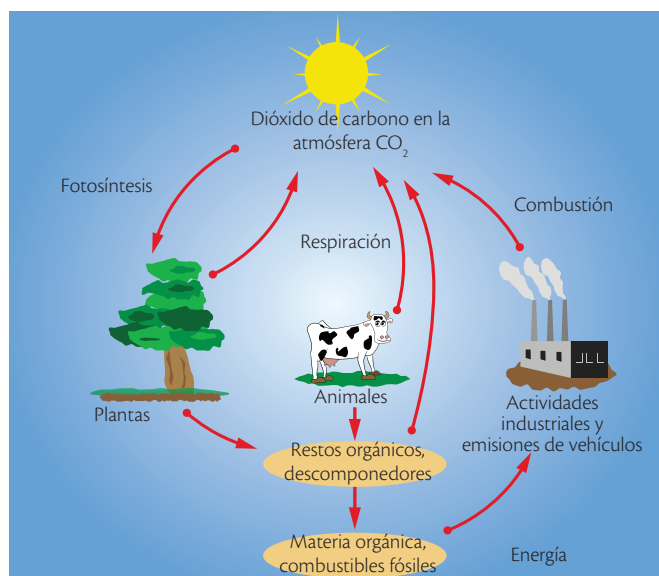 Dióxido de carbono en la
atmósfera CO₂
Fotosíntesis
Combustión
Respiración
Plantas
Animales
Actividades
industriales y
emisiones de vehículos
Restos orgánicos,
descomponedores
Materia orgánica,
combustibles fósiles
Energía